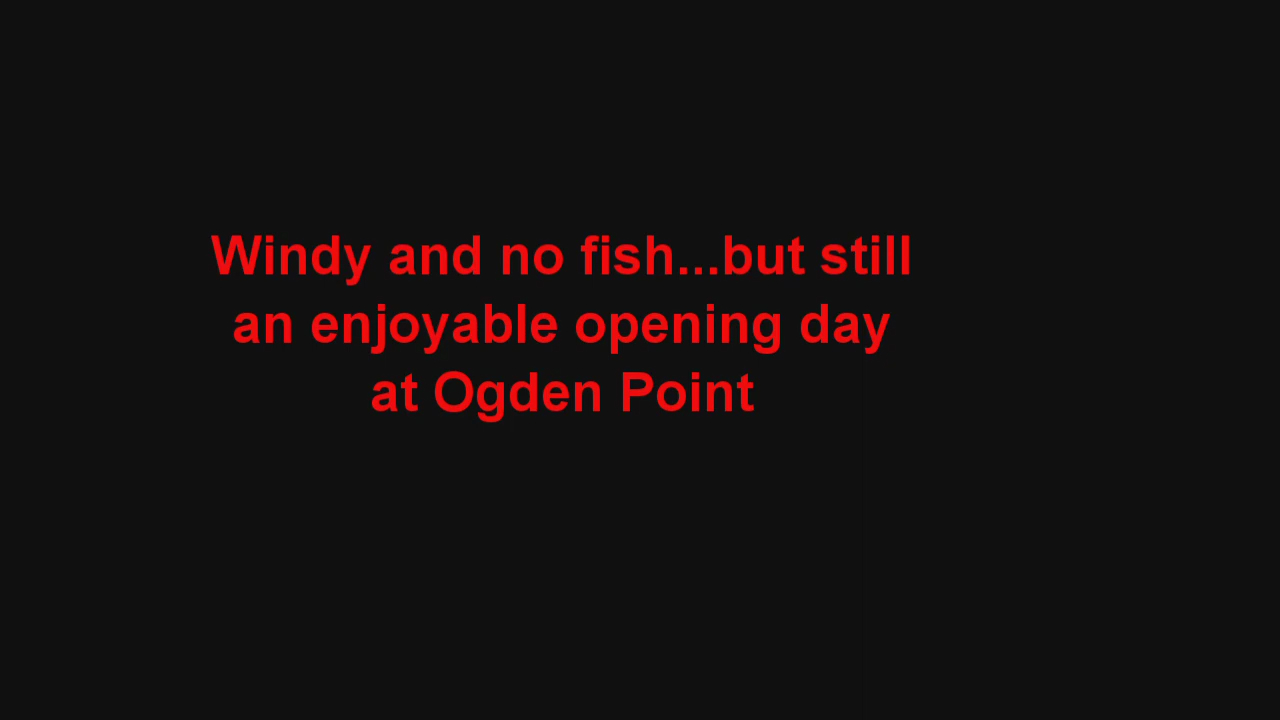 Windy and no fish...but still
an enjoyable opening day
at Ogden Point